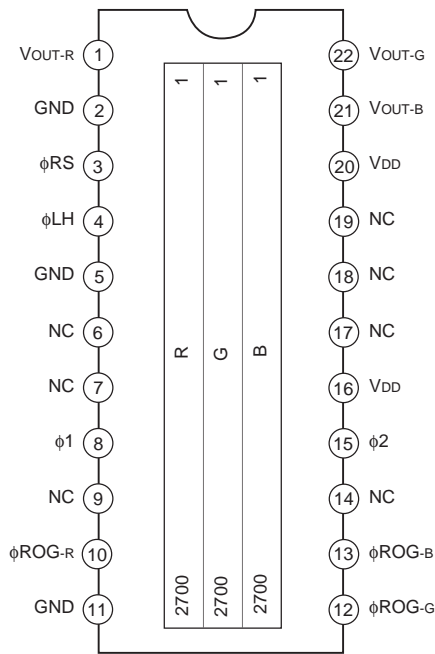 VOUT-R 1
22 VOUT-G
GND 2
21 VOUT-B
ϕRS 3
20 VDD
ϕLH 4
19 NC
GND 5
18 NC
NC 6
17 NC
NC 7
16 VDD
ϕ1 8
15 ϕ2
NC 9
14 NC
ϕROG-R 10
13 ϕROG-B
GND 11
12 ϕROG-G
1 1 1
R G B
2700 2700 2700